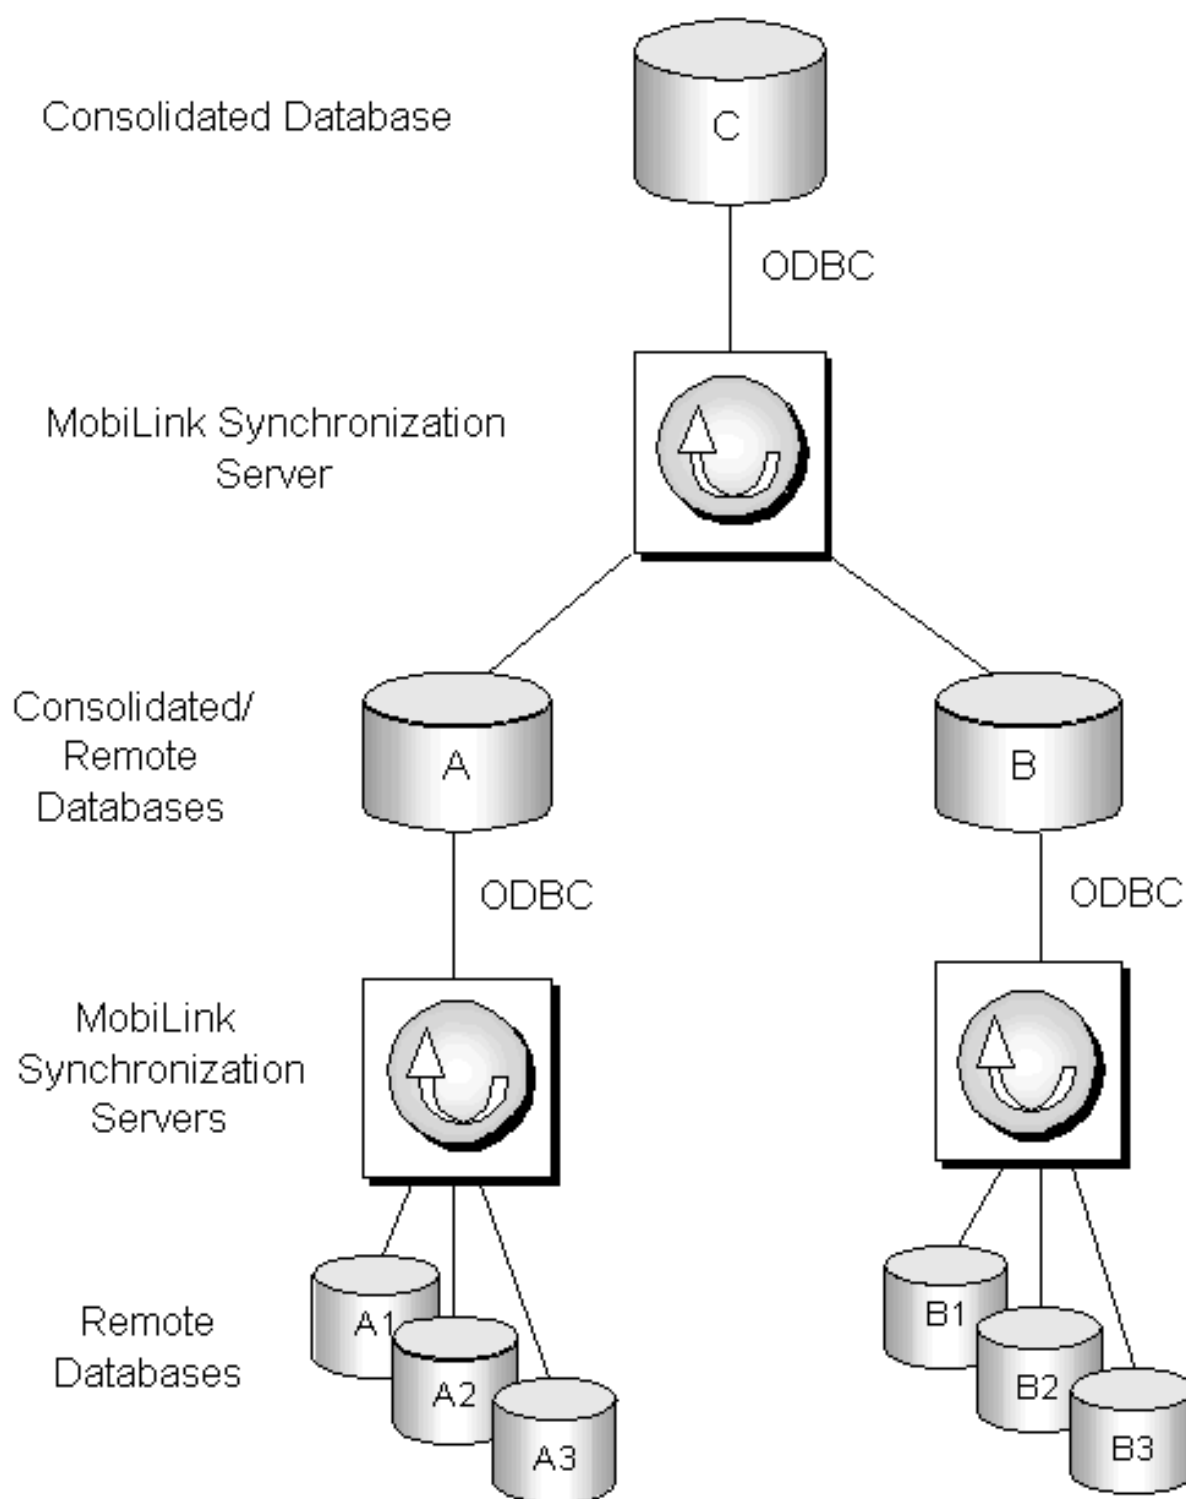 Consolidated Database
C
ODBC
MobiLink Synchronization
Server
Consolidated/
Remote
Databases
A
B
ODBC
ODBC
MobiLink
Synchronization
Servers
Remote
Databases
A1
A2
A3
B1
B2
B3